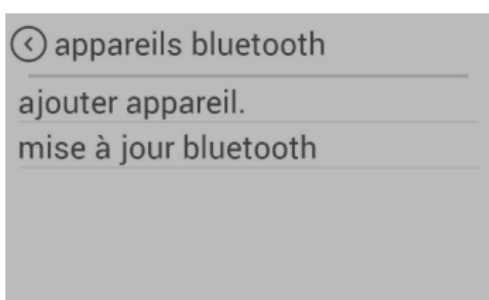 appareils bluetooth
ajouter appareil.
mise à jour bluetooth